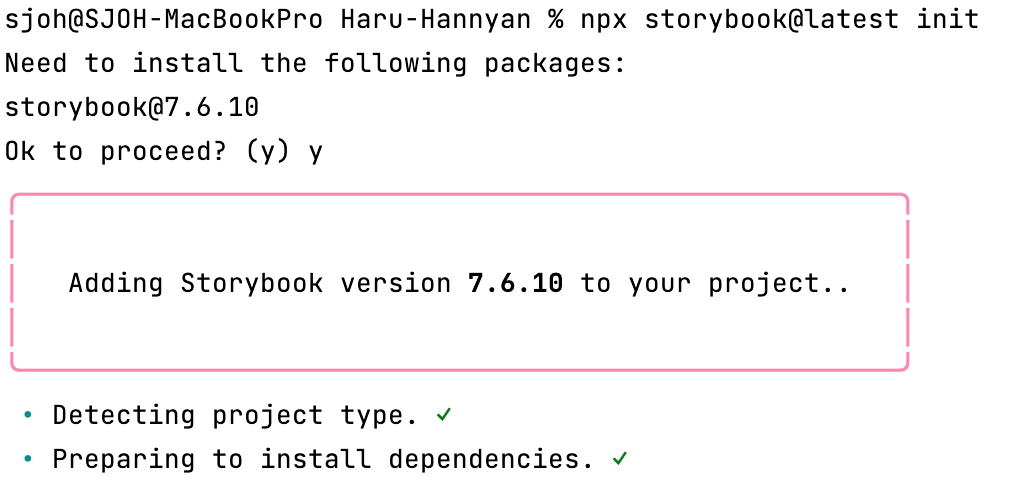 sjoh@SJOH-MacBookPro Haru-Hannyan % npx storybook@latest init
Need to install the following packages:
storybook@7.6.10
Ok to proceed? (y) y
Adding Storybook version 7.6.10 to your project..
• Detecting project type. ✓
• Preparing to install dependencies. ✓